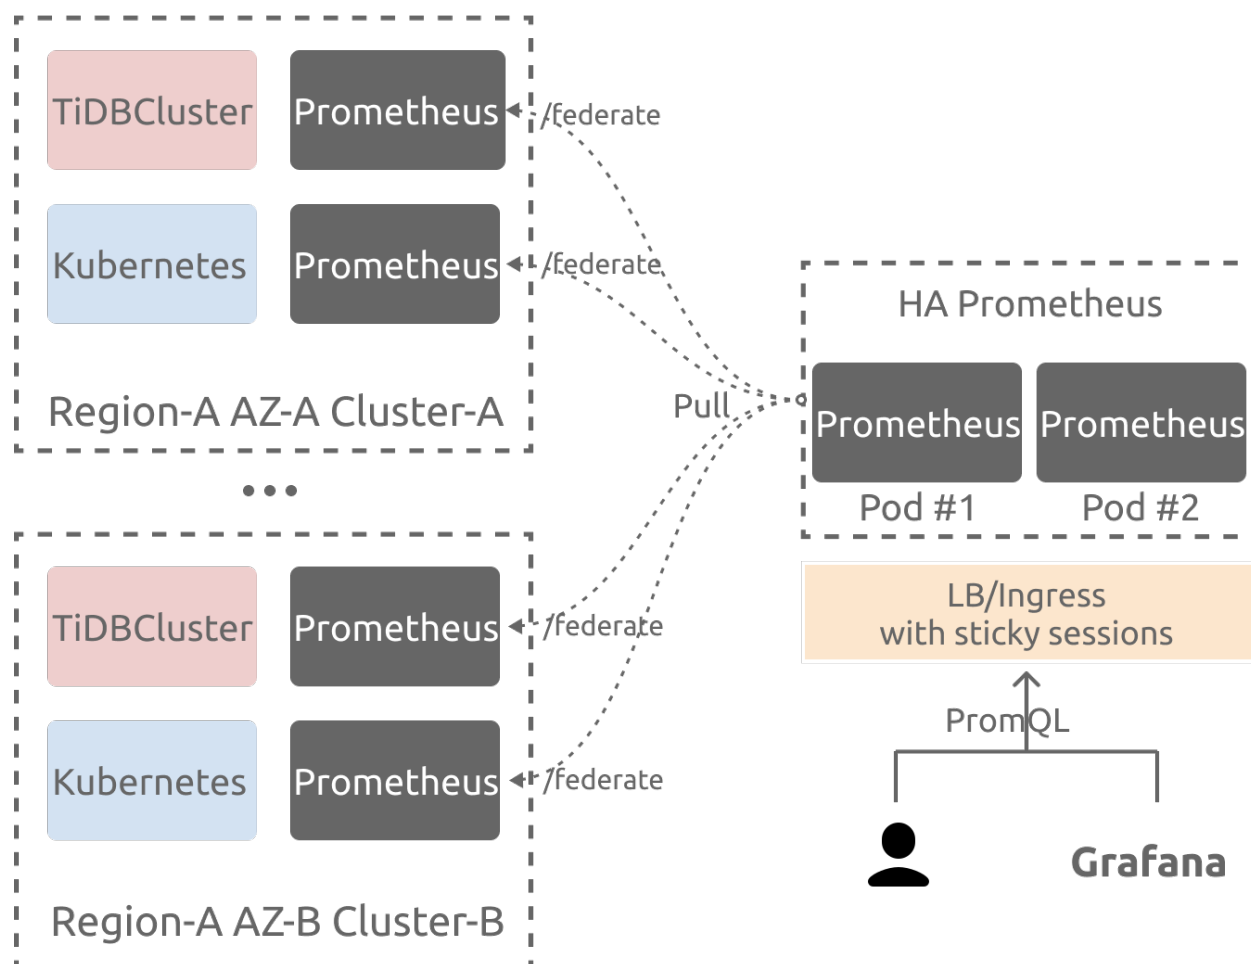 TiDBCluster
Prometheus
/federate
Kubernetes
Prometheus
/federate
Region-A AZ-A Cluster-A
...
TiDBCluster
Prometheus
/federate
Kubernetes
Prometheus
/federate
Region-A AZ-B Cluster-B
Pull
HA Prometheus
Prometheus
Prometheus
Pod #1
Pod #2
LB/Ingress
with sticky sessions
PromQL
Grafana